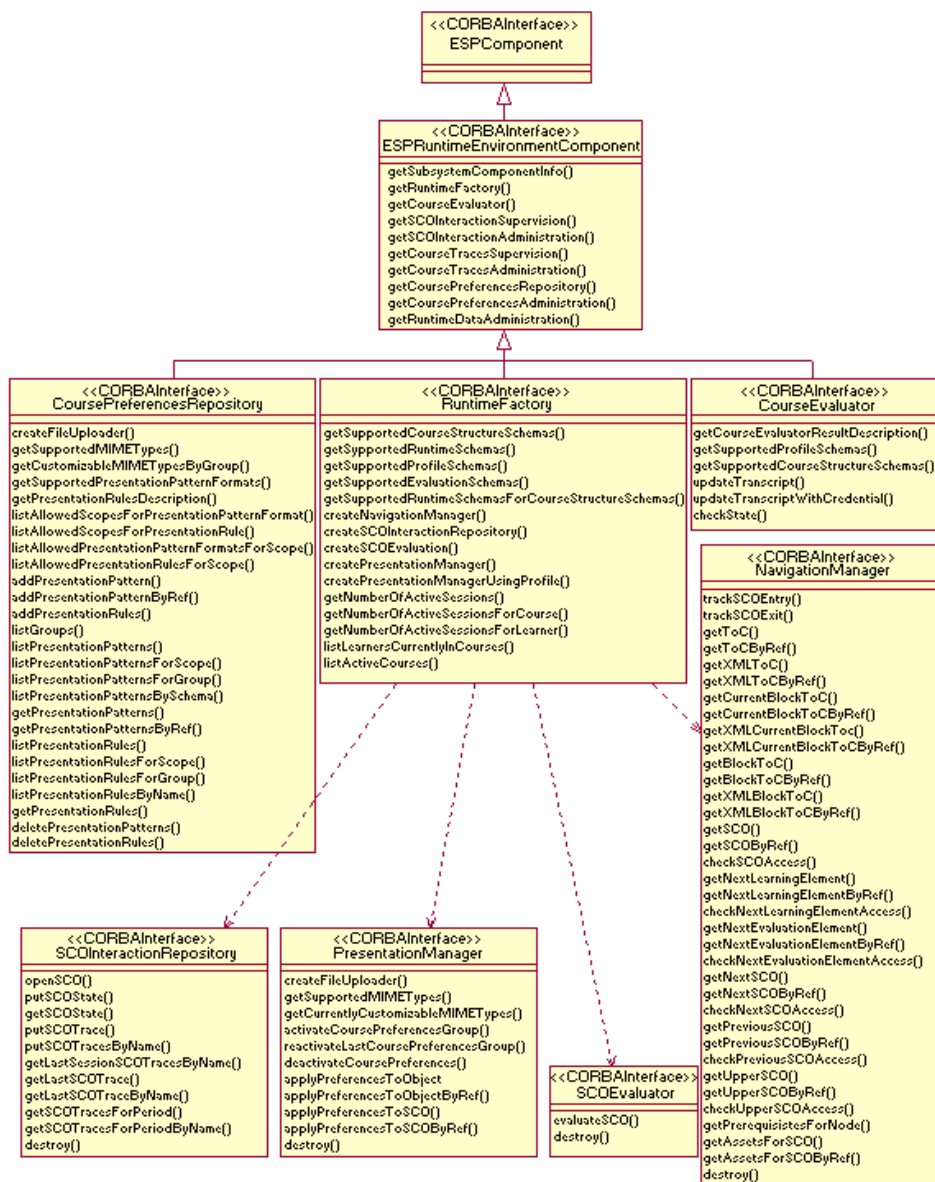 <<CORBAInterface>>
ESPComponent
<<CORBAInterface>>
ESPRuntimeEnvironmentComponent
getSubsystemComponentInfo()
getRuntimeFactory()
getCourseEvaluator()
getSCOInteractionSupervision()
getSCOInteractionAdministration()
getCourseTracesSupervision()
getCourseTracesAdministration()
getCoursePreferencesRepository()
getCoursePreferencesAdministration()
getRuntimeDataAdministration()
<<CORBAInterface>>
CoursePreferencesRepository
createFileUploader()
getSupportedMIMETypes()
getCustomizableMIMETypesByGroup()
getSupportedPresentationPatternFormats()
getPresentationRulesDescription()
listAllowedScopesForPresentationPatternFormat()
listAllowedScopesForPresentationRule()
listAllowedPresentationPatternFormatsForScope()
listAllowedPresentationRulesForScope()
addPresentationPattern()
addPresentationPatternByRef()
addPresentationRules()
listGroups()
listPresentationPatterns()
listPresentationPatternsForScope()
listPresentationPatternsForGroup()
listPresentationPatternsBySchema()
getPresentationPatterns()
getPresentationPatternsByRef()
listPresentationRules()
listPresentationRulesForScope()
listPresentationRulesForGroup()
listPresentationRulesByName()
getPresentationRules()
deletePresentationPatterns()
deletePresentationRules()
<<CORBAInterface>>
RuntimeFactory
getSupportedCourseStructureSchemas()
getSupportedRuntimeSchemas()
getSupportedProfileSchemas()
getSupportedEvaluationSchemas()
getSupportedRuntimeSchemasForCourseStructureSchemas()
createNavigationManager()
createSCOInteractionRepository()
createSCOEvaluation()
createPresentationManager()
createPresentationManagerUsingProfile()
getNumberOfActiveSessions()
getNumberOfActiveSessionsForCourse()
getNumberOfActiveSessionsForLearner()
listLearnersCurrentlyInCourses()
listActiveCourses()
<<CORBAInterface>>
CourseEvaluator
getCourseEvaluatorResultDescription()
getSupportedProfileSchemas()
getSupportedCourseStructureSchemas()
updateTranscript()
updateTranscriptWithCredential()
checkState()
<<CORBAInterface>>
NavigationManager
trackSCOEntry()
trackSCOExit()
getToC()
getToCByRef()
getXMLToC()
getXMLToCByRef()
getCurrentBlockToC()
getCurrentBlockToCByRef()
getXMLCurrentBlockToc()
getXMLCurrentBlockToCByRef()
getBlockToC()
getBlockToCByRef()
getXMLBlockToC()
getXMLBlockToCByRef()
getSCO()
getSCOByRef()
checkSCOAccess()
getNextLearningElement()
getNextLearningElementByRef()
checkNextLearningElementAccess()
getNextEvaluationElement()
getNextEvaluationElementByRef()
checkNextEvaluationElementAccess()
getNextSCO()
getNextSCOByRef()
checkNextSCOAccess()
getPreviousSCO()
getPreviousSCOByRef()
checkPreviousSCOAccess()
getUpperSCO()
getUpperSCOByRef()
checkUpperSCOAccess()
getPrerequisistesForNode()
getAssetsForSCO()
getAssetsForSCOByRef()
destroy()
<<CORBAInterface>>
SCOInteractionRepository
openSCO()
putSCOState()
getSCOState()
putSCOTrace()
putSCOTracesByName()
getLastSessionSCOTracesByName()
getLastSCOTrace()
getLastSCOTraceByName()
getSCOTracesForPeriod()
getSCOTracesForPeriodByName()
destroy()
<<CORBAInterface>>
PresentationManager
createFileUploader()
getSupportedMIMETypes()
getCurrentlyCustomizableMIMETypes()
activateCoursePreferencesGroup()
reactivateLastCoursePreferencesGroup()
deactivateCoursePreferences()
applyPreferencesToObject
applyPreferencesToObjectByRef()
applyPreferencesToSCO()
applyPreferencesToSCOByRef()
destroy()
<<CORBAInterface>>
SCOEvaluator
evaluateSCO()
destroy()